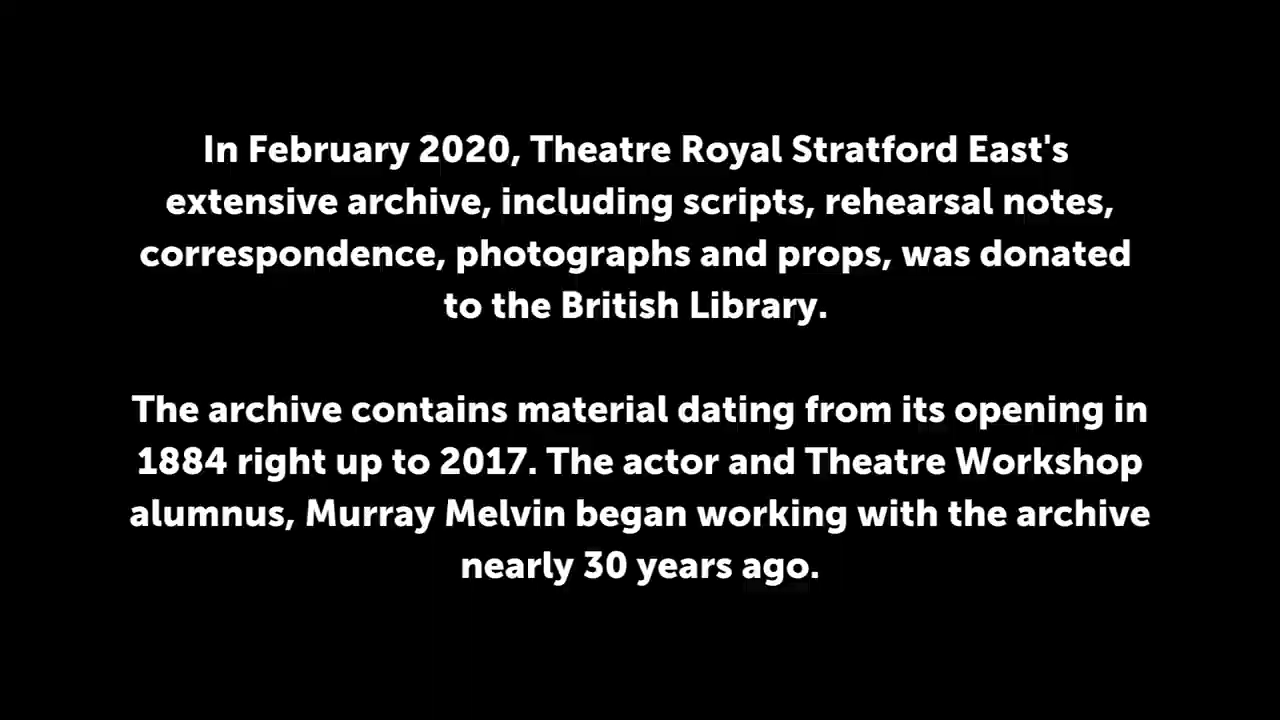 In February 2020, Theatre Royal Stratford East's
extensive archive, including scripts, rehearsal notes,
correspondence, photographs and props, was donated
to the British Library.
The archive contains material dating from its opening in
1884 right up to 2017. The actor and Theatre Workshop
alumnus, Murray Melvin began working with the archive
nearly 30 years ago.